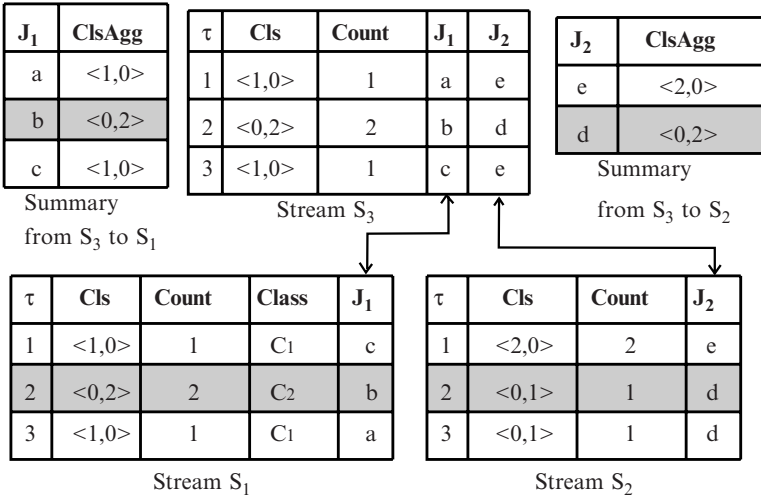 J₁ ClsAgg
a <1,0>
b <0,2>
c <1,0>
Summary
from S₃ to S₁
τ Cls Count J₁ J₂
1 <1,0> 1 a e
2 <0,2> 2 b d
3 <1,0> 1 c e
Stream S₃
J₂ ClsAgg
e <2,0>
d <0,2>
Summary
from S₃ to S₂
τ Cls Count Class J₁
1 <1,0> 1 C₁ c
2 <0,2> 2 C₂ b
3 <1,0> 1 C₁ a
Stream S₁
τ Cls Count J₂
1 <2,0> 2 e
2 <0,1> 1 d
3 <0,1> 1 d
Stream S₂